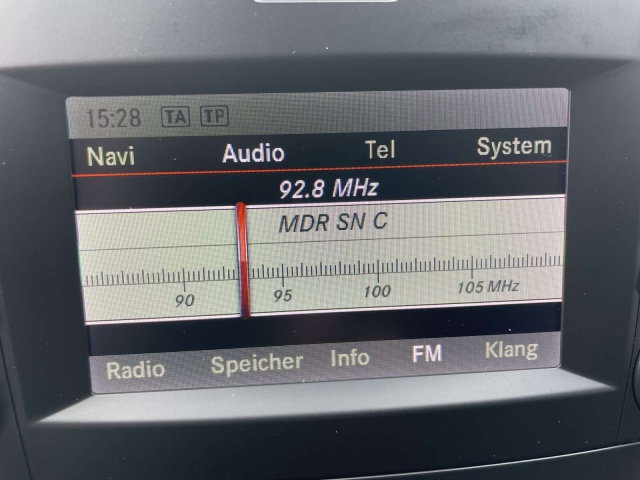 15:28 TA TP
Navi Audio Tel System
92.8 MHz
MDR SN C
90 95 100 105 MHz
Radio Speicher Info FM Klang